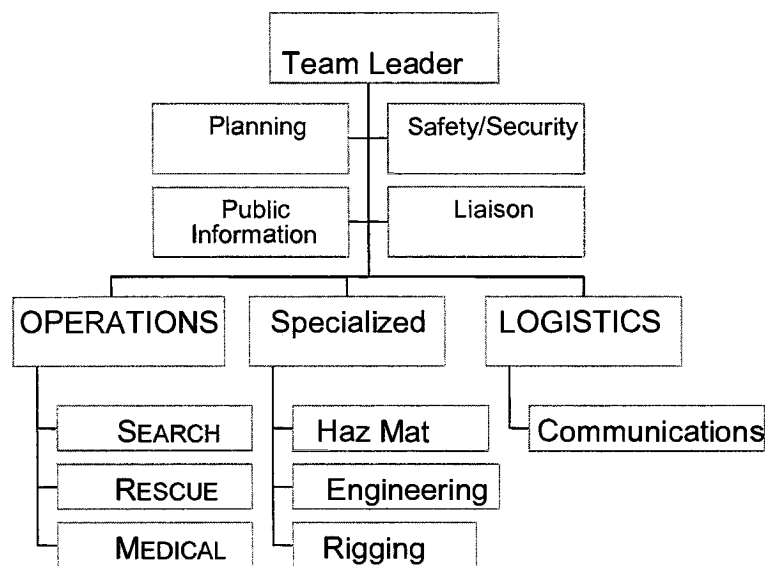 Team Leader
Planning
Safety/Security
Public
Information
Liaison
OPERATIONS
Specialized
LOGISTICS
SEARCH
Haz Mat
Communications
RESCUE
Engineering
MEDICAL
Rigging